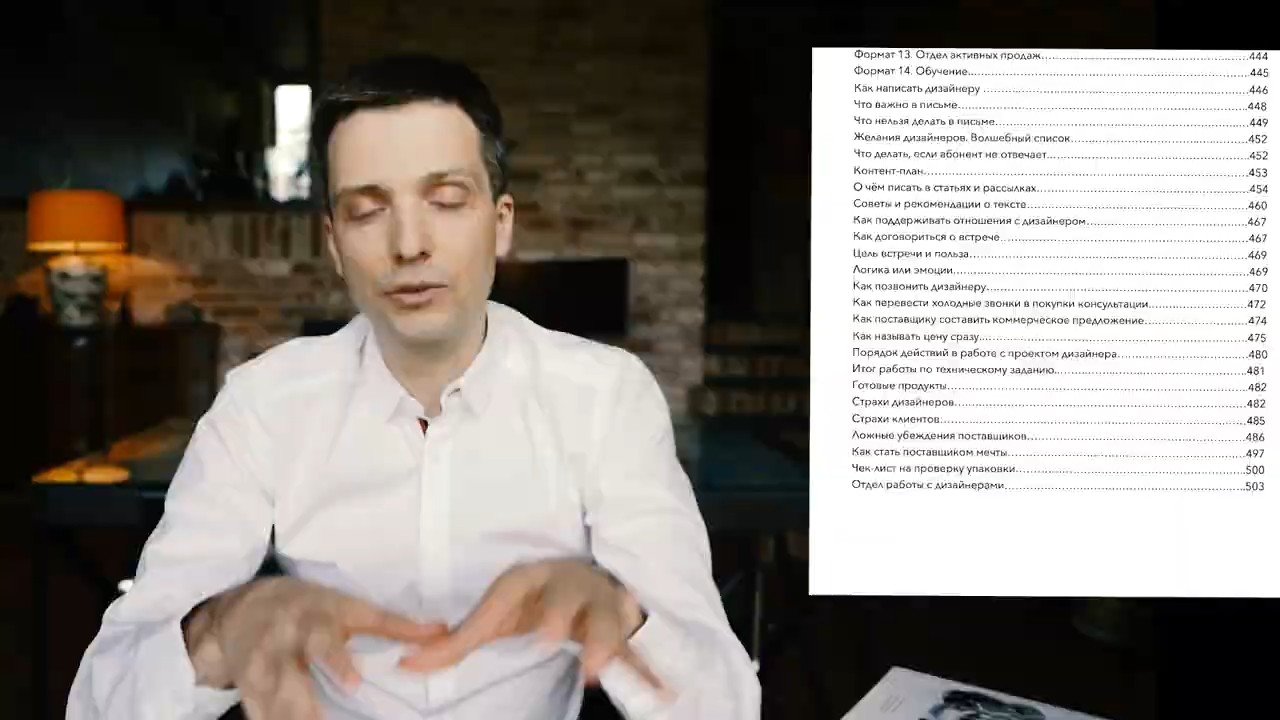 Формат 13. Отдел активных продаж....................444
Формат 14. Обучение....................445
Как написать дизайнеру ....................446
Что важно в письме....................448
Что нельзя делать в письме....................449
Желания дизайнеров. Волшебный список....................452
Что делать, если абонент не отвечает....................452
Контент-план....................453
О чём писать в статьях и рассылках....................454
Советы и рекомендации о тексте....................460
Как поддерживать отношения с дизайнером....................467
Как договориться о встрече....................467
Цель встречи и польза....................469
Логика или эмоции....................469
Как позвонить дизайнеру....................470
Как перевести холодные звонки в покупки консультации....................472
Как поставщику составить коммерческое предложение....................474
Как называть цену сразу....................475
Порядок действий в работе с проектом дизайнера....................480
Итог работы по техническому заданию....................481
Готовые продукты....................482
Страхи дизайнеров....................482
Страхи клиентов....................485
Ложные убеждения поставщиков....................486
Как стать поставщиком мечты....................497
Чек-лист на проверку упаковки....................500
Отдел работы с дизайнерами....................503